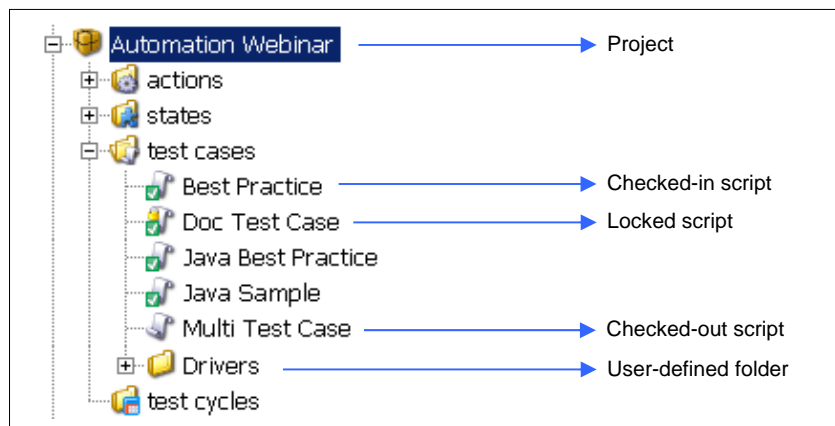 Automation Webinar Project
actions
states
test cases
Best Practice Checked-in script
Doc Test Case Locked script
Java Best Practice
Java Sample
Multi Test Case Checked-out script
Drivers User-defined folder
test cycles